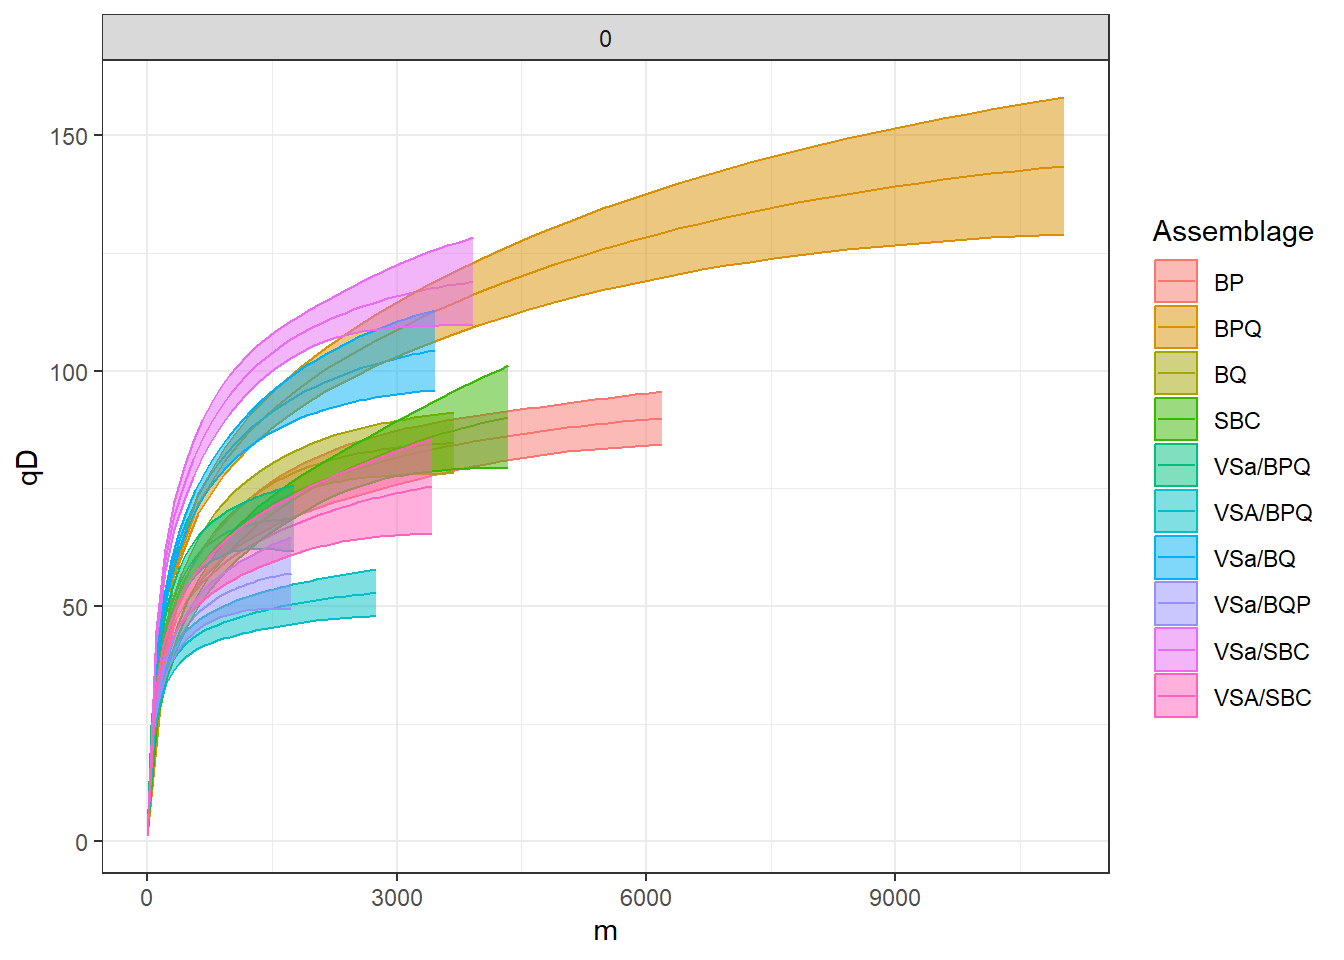 0
qD
150
100
50
0
0
3000
6000
9000
m
Assemblage
BP
BPQ
BQ
SBC
VSa/BPQ
VSA/BPQ
VSa/BQ
VSa/BQP
VSa/SBC
VSA/SBC